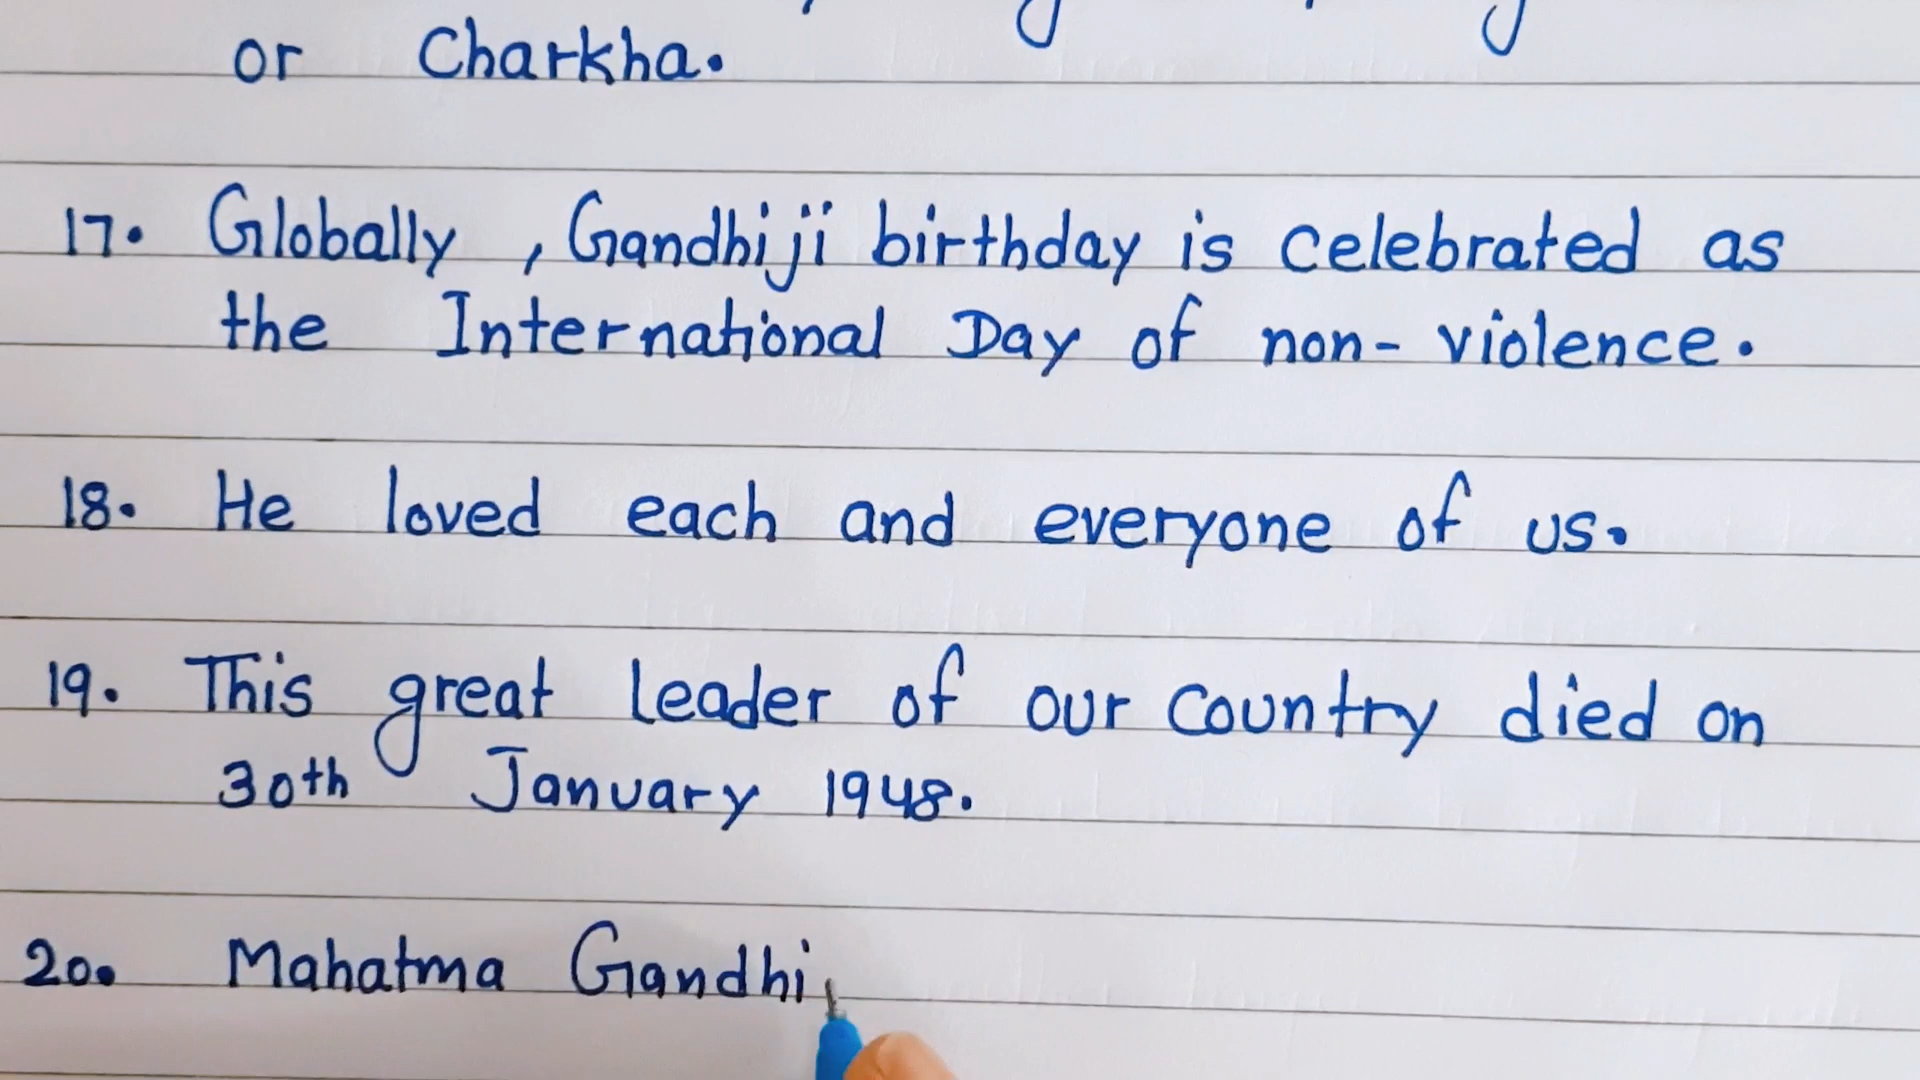 or Charkha.
17. Globally, Gandhiji birthday is celebrated as
the International Day of non-violence.
18. He loved each and everyone of us.
19. This great leader of our country died on
30th January 1948.
20. Mahatma Gandhi